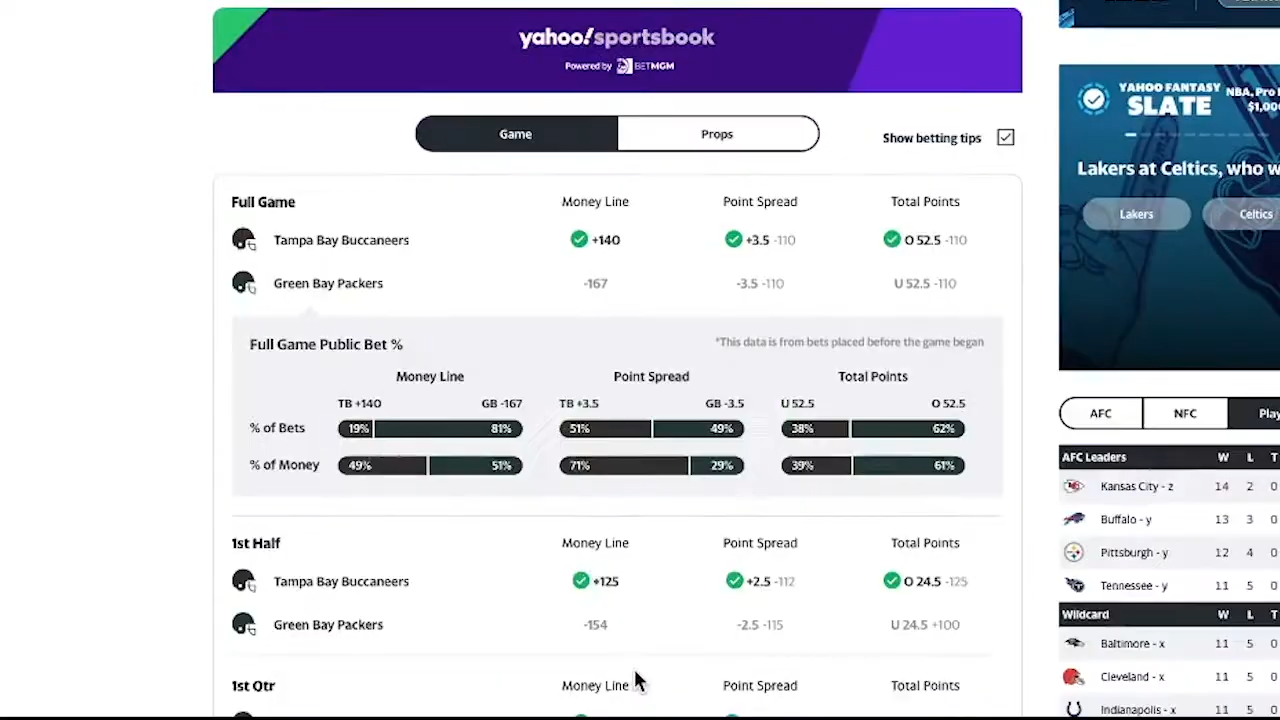 yahoo!sportsbook
Powered by BETMGM
Game
Props
Show betting tips
Full Game Money Line Point Spread Total Points
Tampa Bay Buccaneers +140 +3.5 -110 O 52.5 -110
Green Bay Packers -167 -3.5 -110 U 52.5 -110
Full Game Public Bet %
*This data is from bets placed before the game began
Money Line Point Spread Total Points
TB +140 GB -167 TB +3.5 GB -3.5 U 52.5 O 52.5
% of Bets 19% 81% 51% 49% 38% 62%
% of Money 49% 51% 71% 29% 39% 61%
1st Half Money Line Point Spread Total Points
Tampa Bay Buccaneers +125 +2.5 -112 O 24.5 -125
Green Bay Packers -154 -2.5 -115 U 24.5 +100
1st Qtr Money Line Point Spread Total Points
YAHOO FANTASY
SLATE
NBA, Pro
$1,00
Lakers at Celtics, who w
Lakers
Celtics
AFC
NFC
Play
AFC Leaders W L T
Kansas City - z 14 2 0
Buffalo - y 13 3 0
Pittsburgh - y 12 4 0
Tennessee - y 11 5 0
Wildcard W L T
Baltimore - x 11 5 0
Cleveland - x 11 5 0
Indianapolis - x 11 5 0